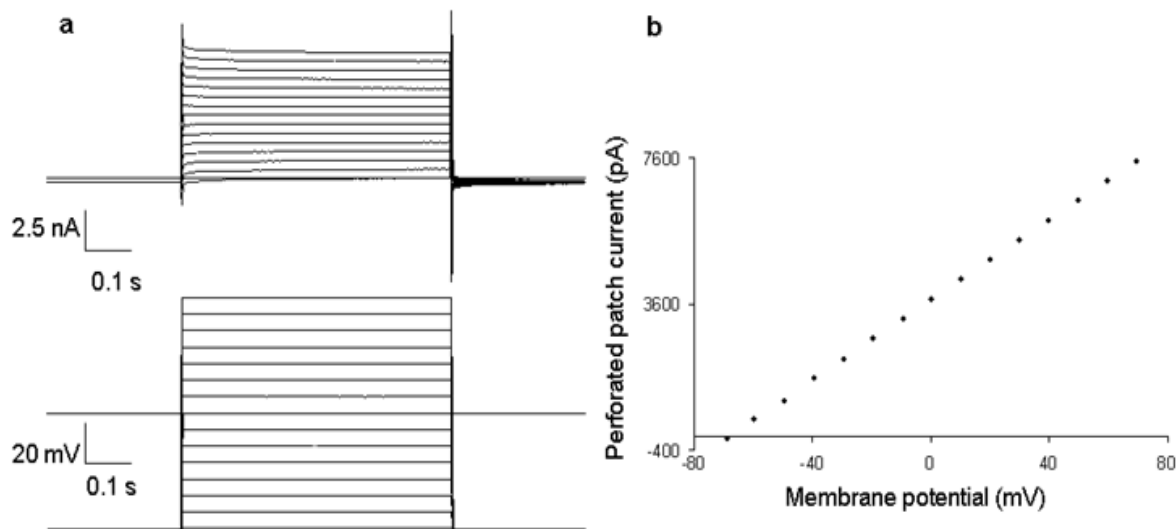 a
2.5 nA
0.1 s
20 mV
0.1 s
b
Perforated patch current (pA)
7600
3600
-400
-80
-40
0
40
80
Membrane potential (mV)